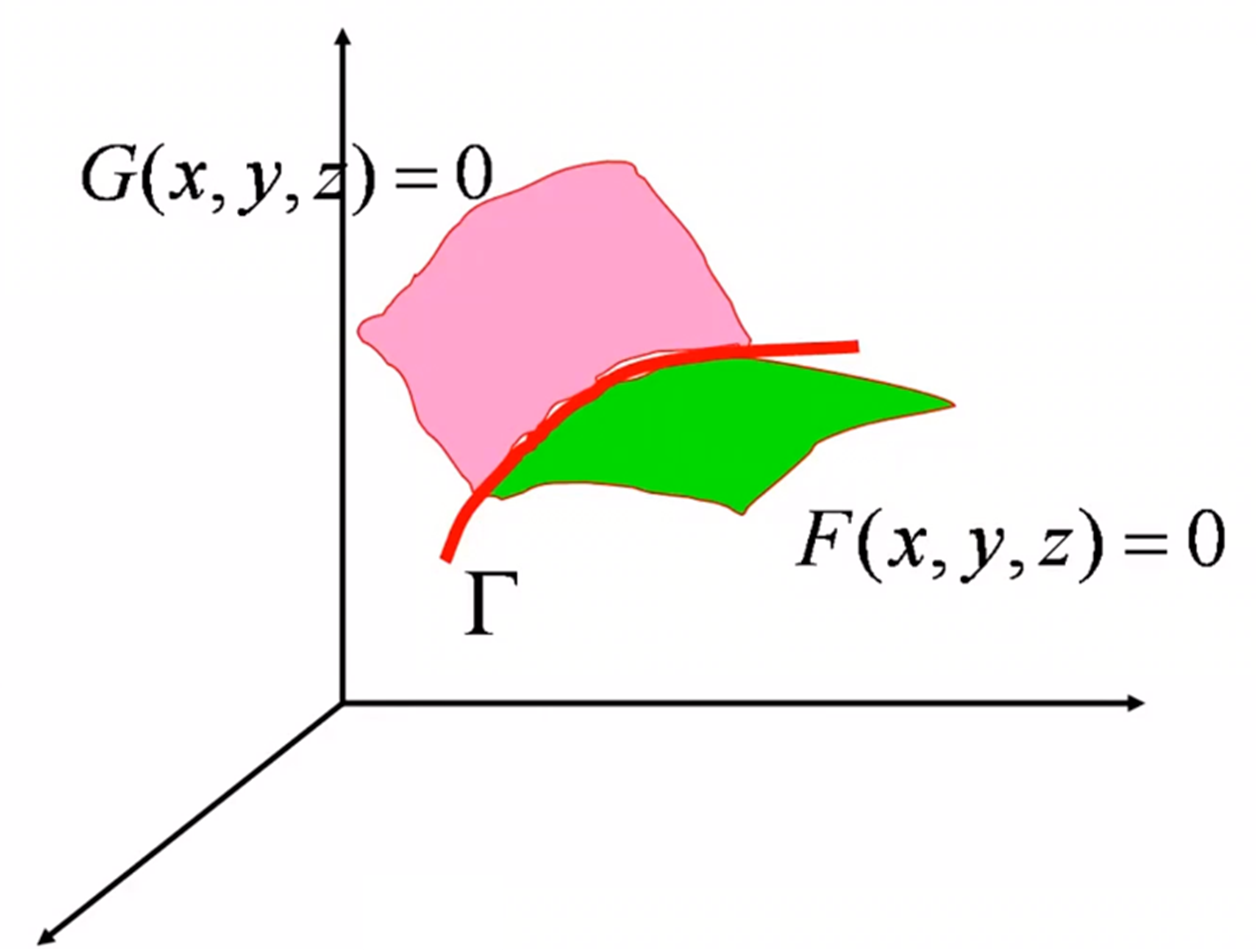 G(x, y, z) = 0
F(x, y, z) = 0
Γ